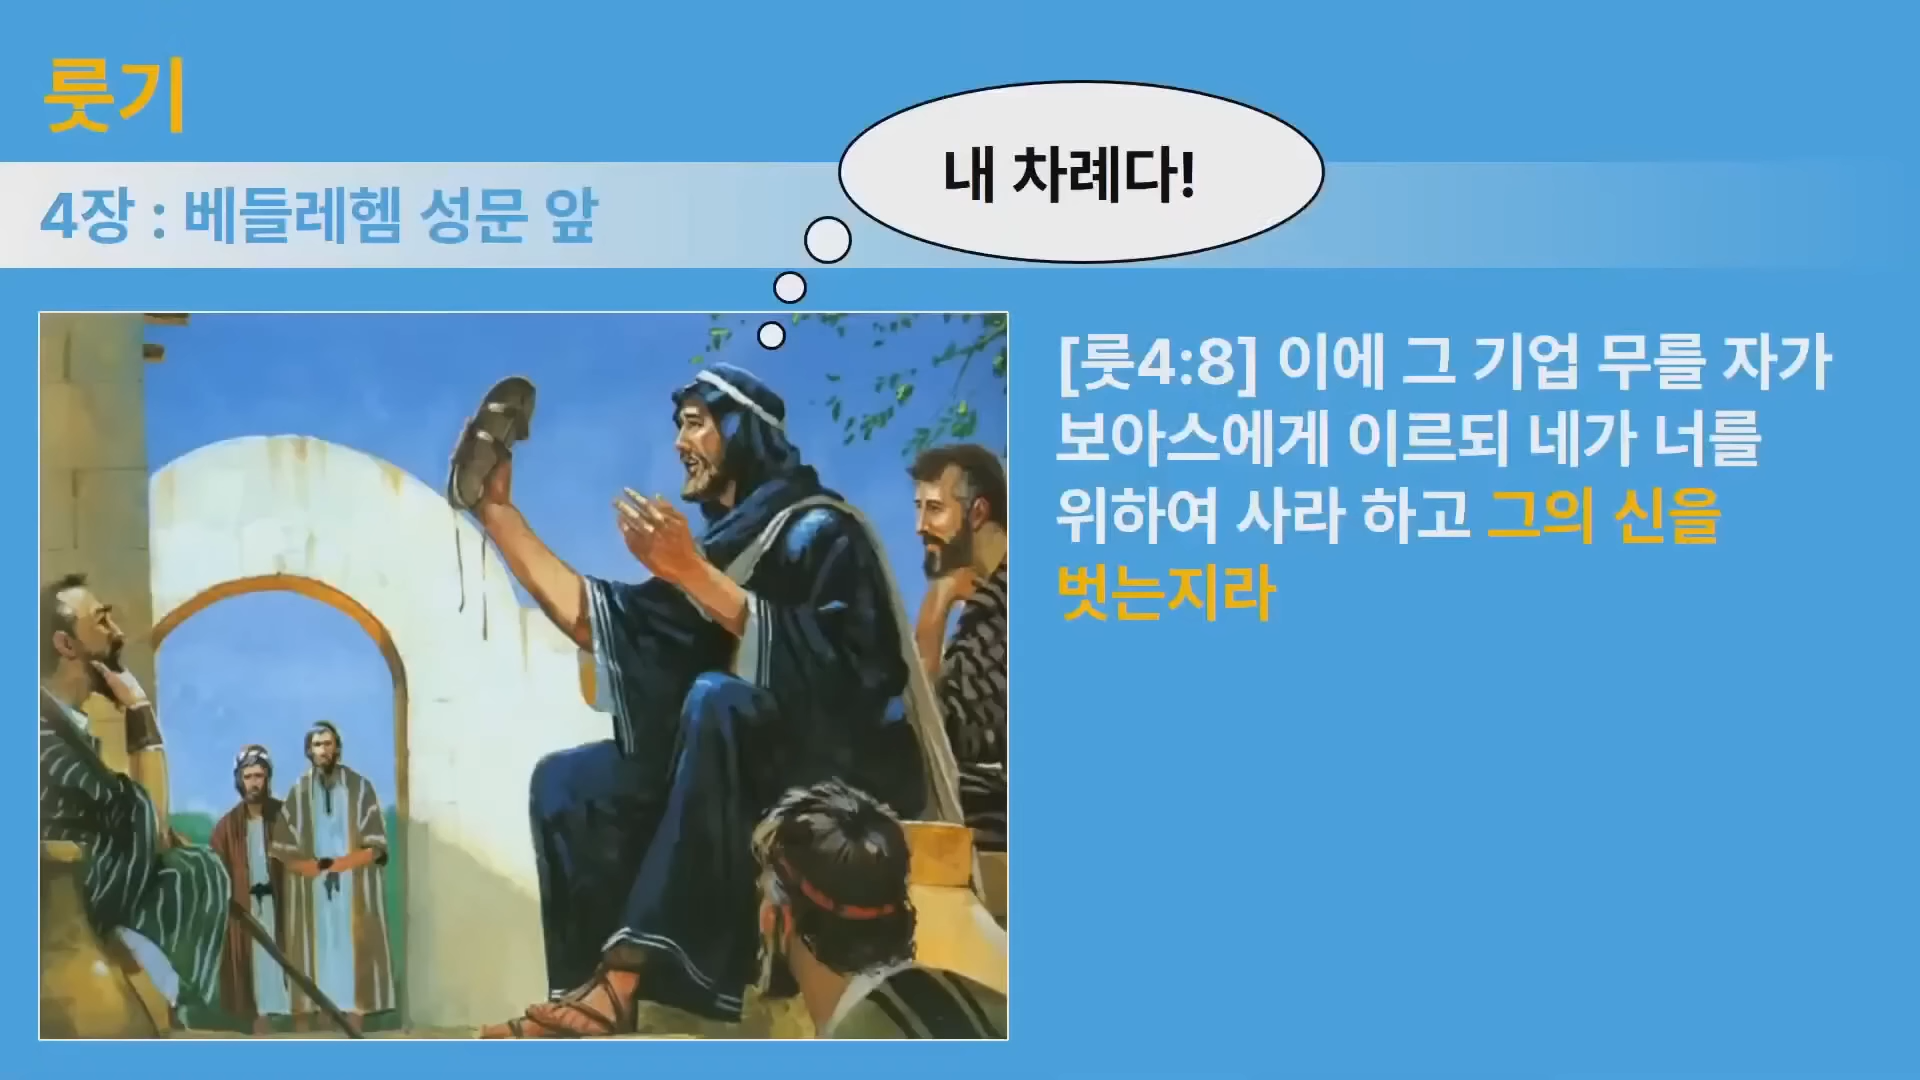 룻기
내 차례다!
4장 : 베들레헴 성문 앞
[룻4:8] 이에 그 기업 무를 자가
보아스에게 이르되 네가 너를
위하여 사라 하고 그의 신을
벗는지라